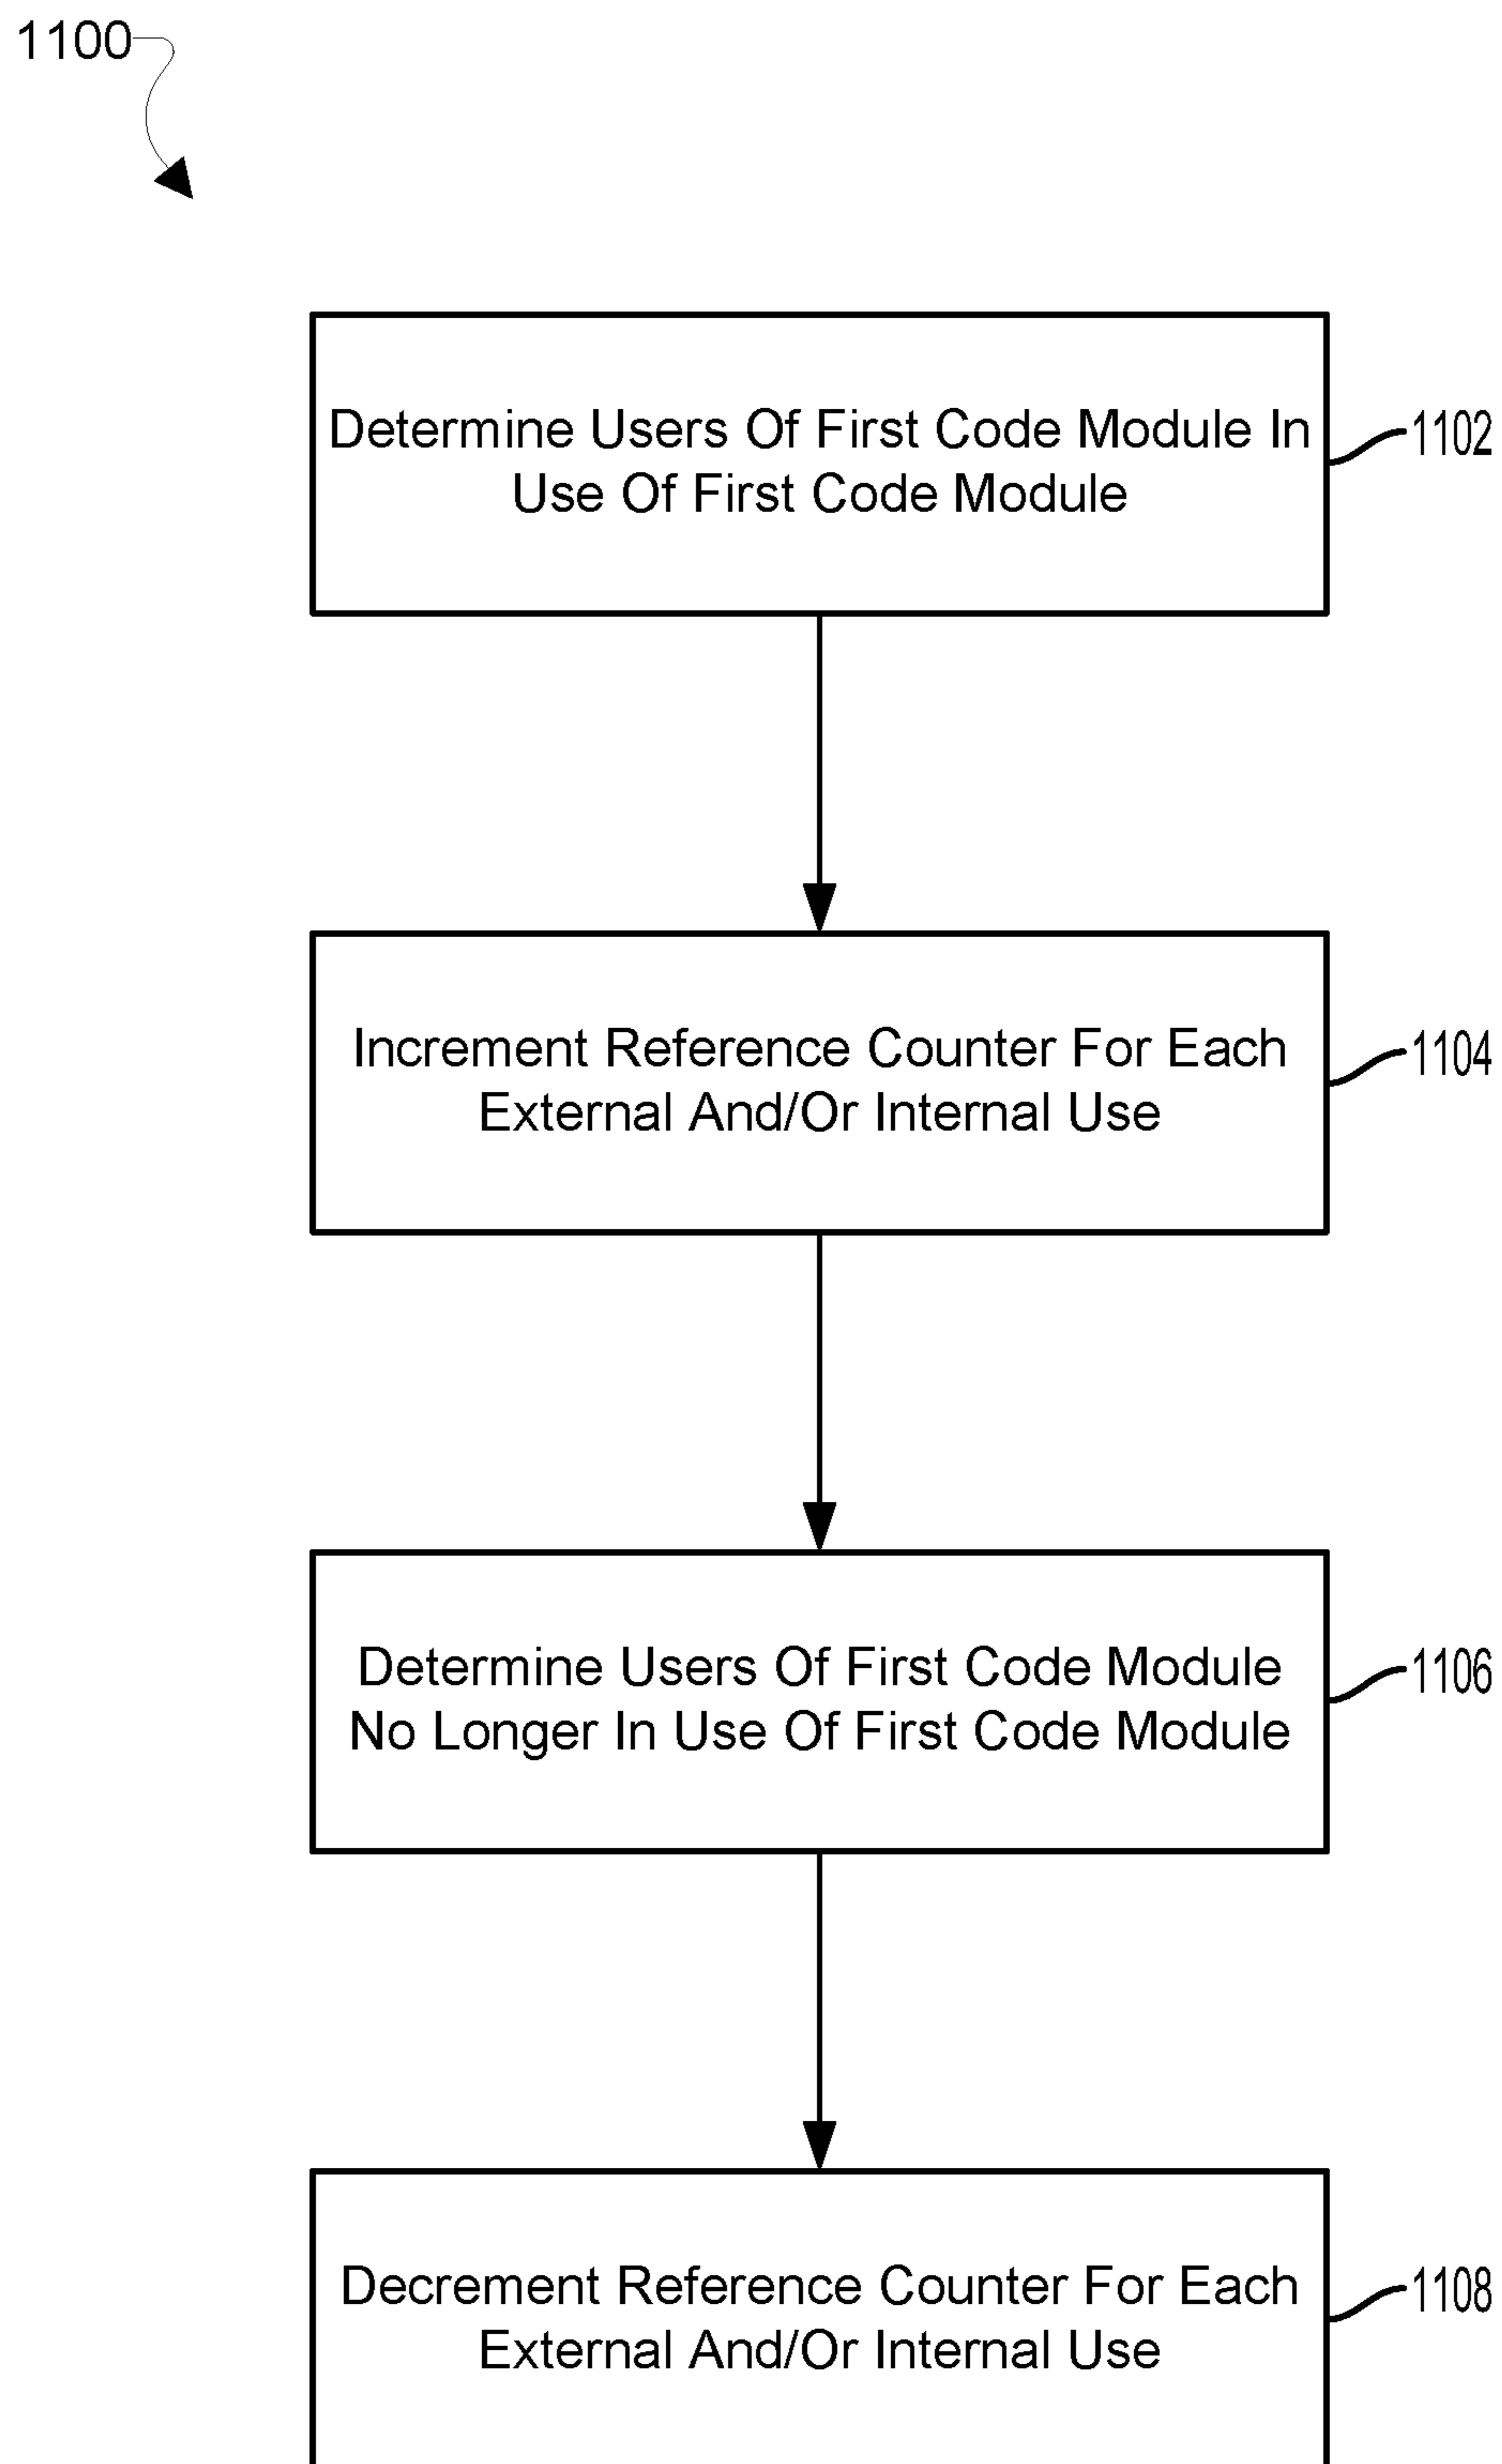 1100
Determine Users Of First Code Module In
Use Of First Code Module
1102
Increment Reference Counter For Each
External And/Or Internal Use
1104
Determine Users Of First Code Module
No Longer In Use Of First Code Module
1106
Decrement Reference Counter For Each
External And/Or Internal Use
1108